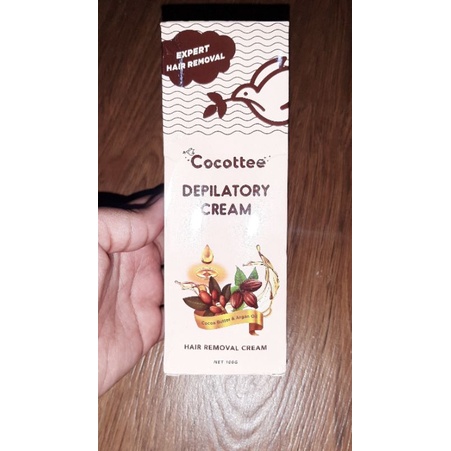 EXPERT
HAIR REMOVAL
Cocottee
DEPILATORY
CREAM
Cocoa Butter & Argan Oil
HAIR REMOVAL CREAM
NET 100G